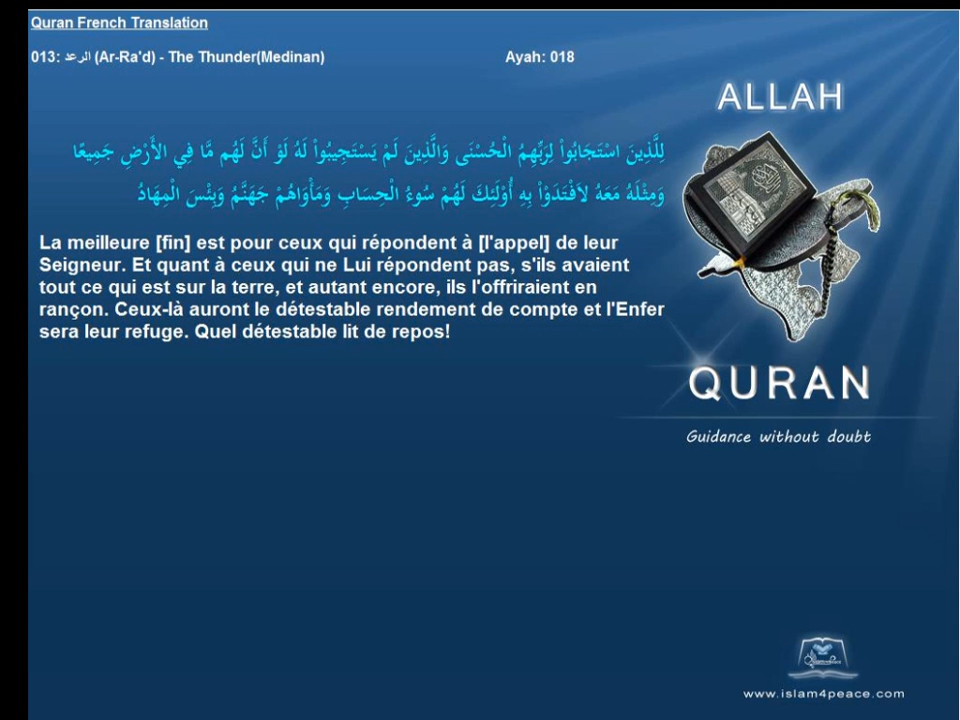 Quran French Translation
013: الرعد (Ar-Ra'd) - The Thunder(Medinan) Ayah: 018
ALLAH
لِلَّذِينَ اسْتَجَابُواْ لِرَبِّهِمُ الْحُسْنَى وَالَّذِينَ لَمْ يَسْتَجِيبُواْ لَهُ لَوْ أَنَّ لَهُم مَّا فِي الأَرْضِ جَمِيعًا
وَمِثْلَهُ مَعَهُ لاَفْتَدَوْاْ بِهِ أُوْلَئِكَ لَهُمْ سُوءُ الْحِسَابِ وَمَأْوَاهُمْ جَهَنَّمُ وَبِئْسَ الْمِهَادُ
La meilleure [fin] est pour ceux qui répondent à [l'appel] de leur
Seigneur. Et quant à ceux qui ne Lui répondent pas, s'ils avaient
tout ce qui est sur la terre, et autant encore, ils l'offriraient en
rançon. Ceux-là auront le détestable rendement de compte et l'Enfer
sera leur refuge. Quel détestable lit de repos!
QURAN
Guidance without doubt
www.islam4peace.com